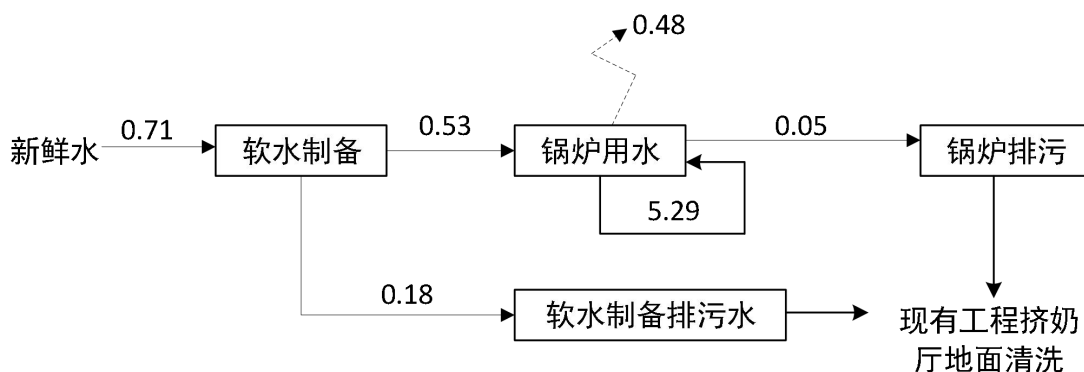 0.48
新鲜水
0.71
软水制备
0.53
锅炉用水
0.05
锅炉排污
5.29
0.18
软水制备排污水
现有工程挤奶
厅地面清洗